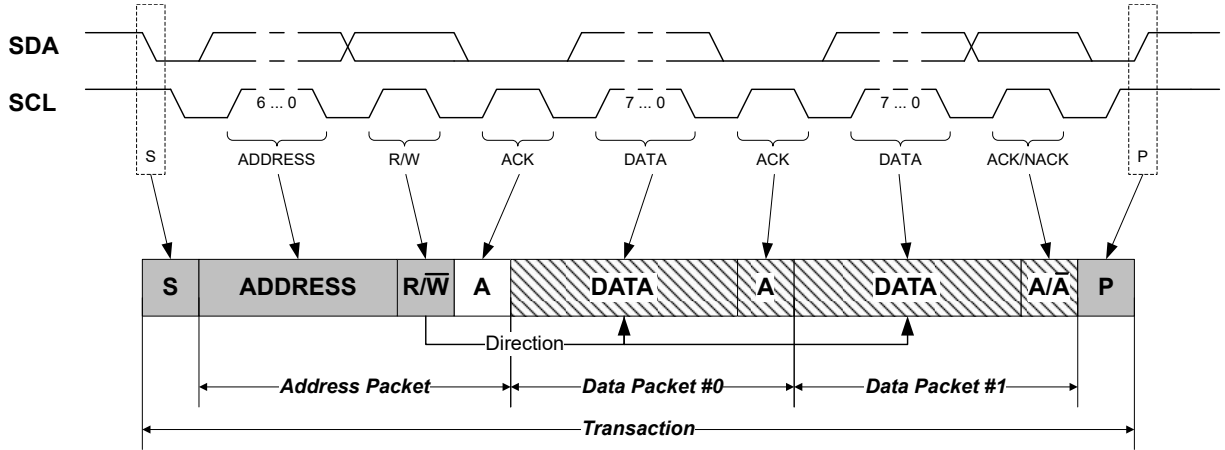 SDA
SCL
6 ... 0
7 ... 0
7 ... 0
S
ADDRESS
R/W
ACK
DATA
ACK
DATA
ACK/NACK
P
S
ADDRESS
R/W̅
A
DATA
A
DATA
A/A̅
P
Direction
Address Packet
Data Packet #0
Data Packet #1
Transaction